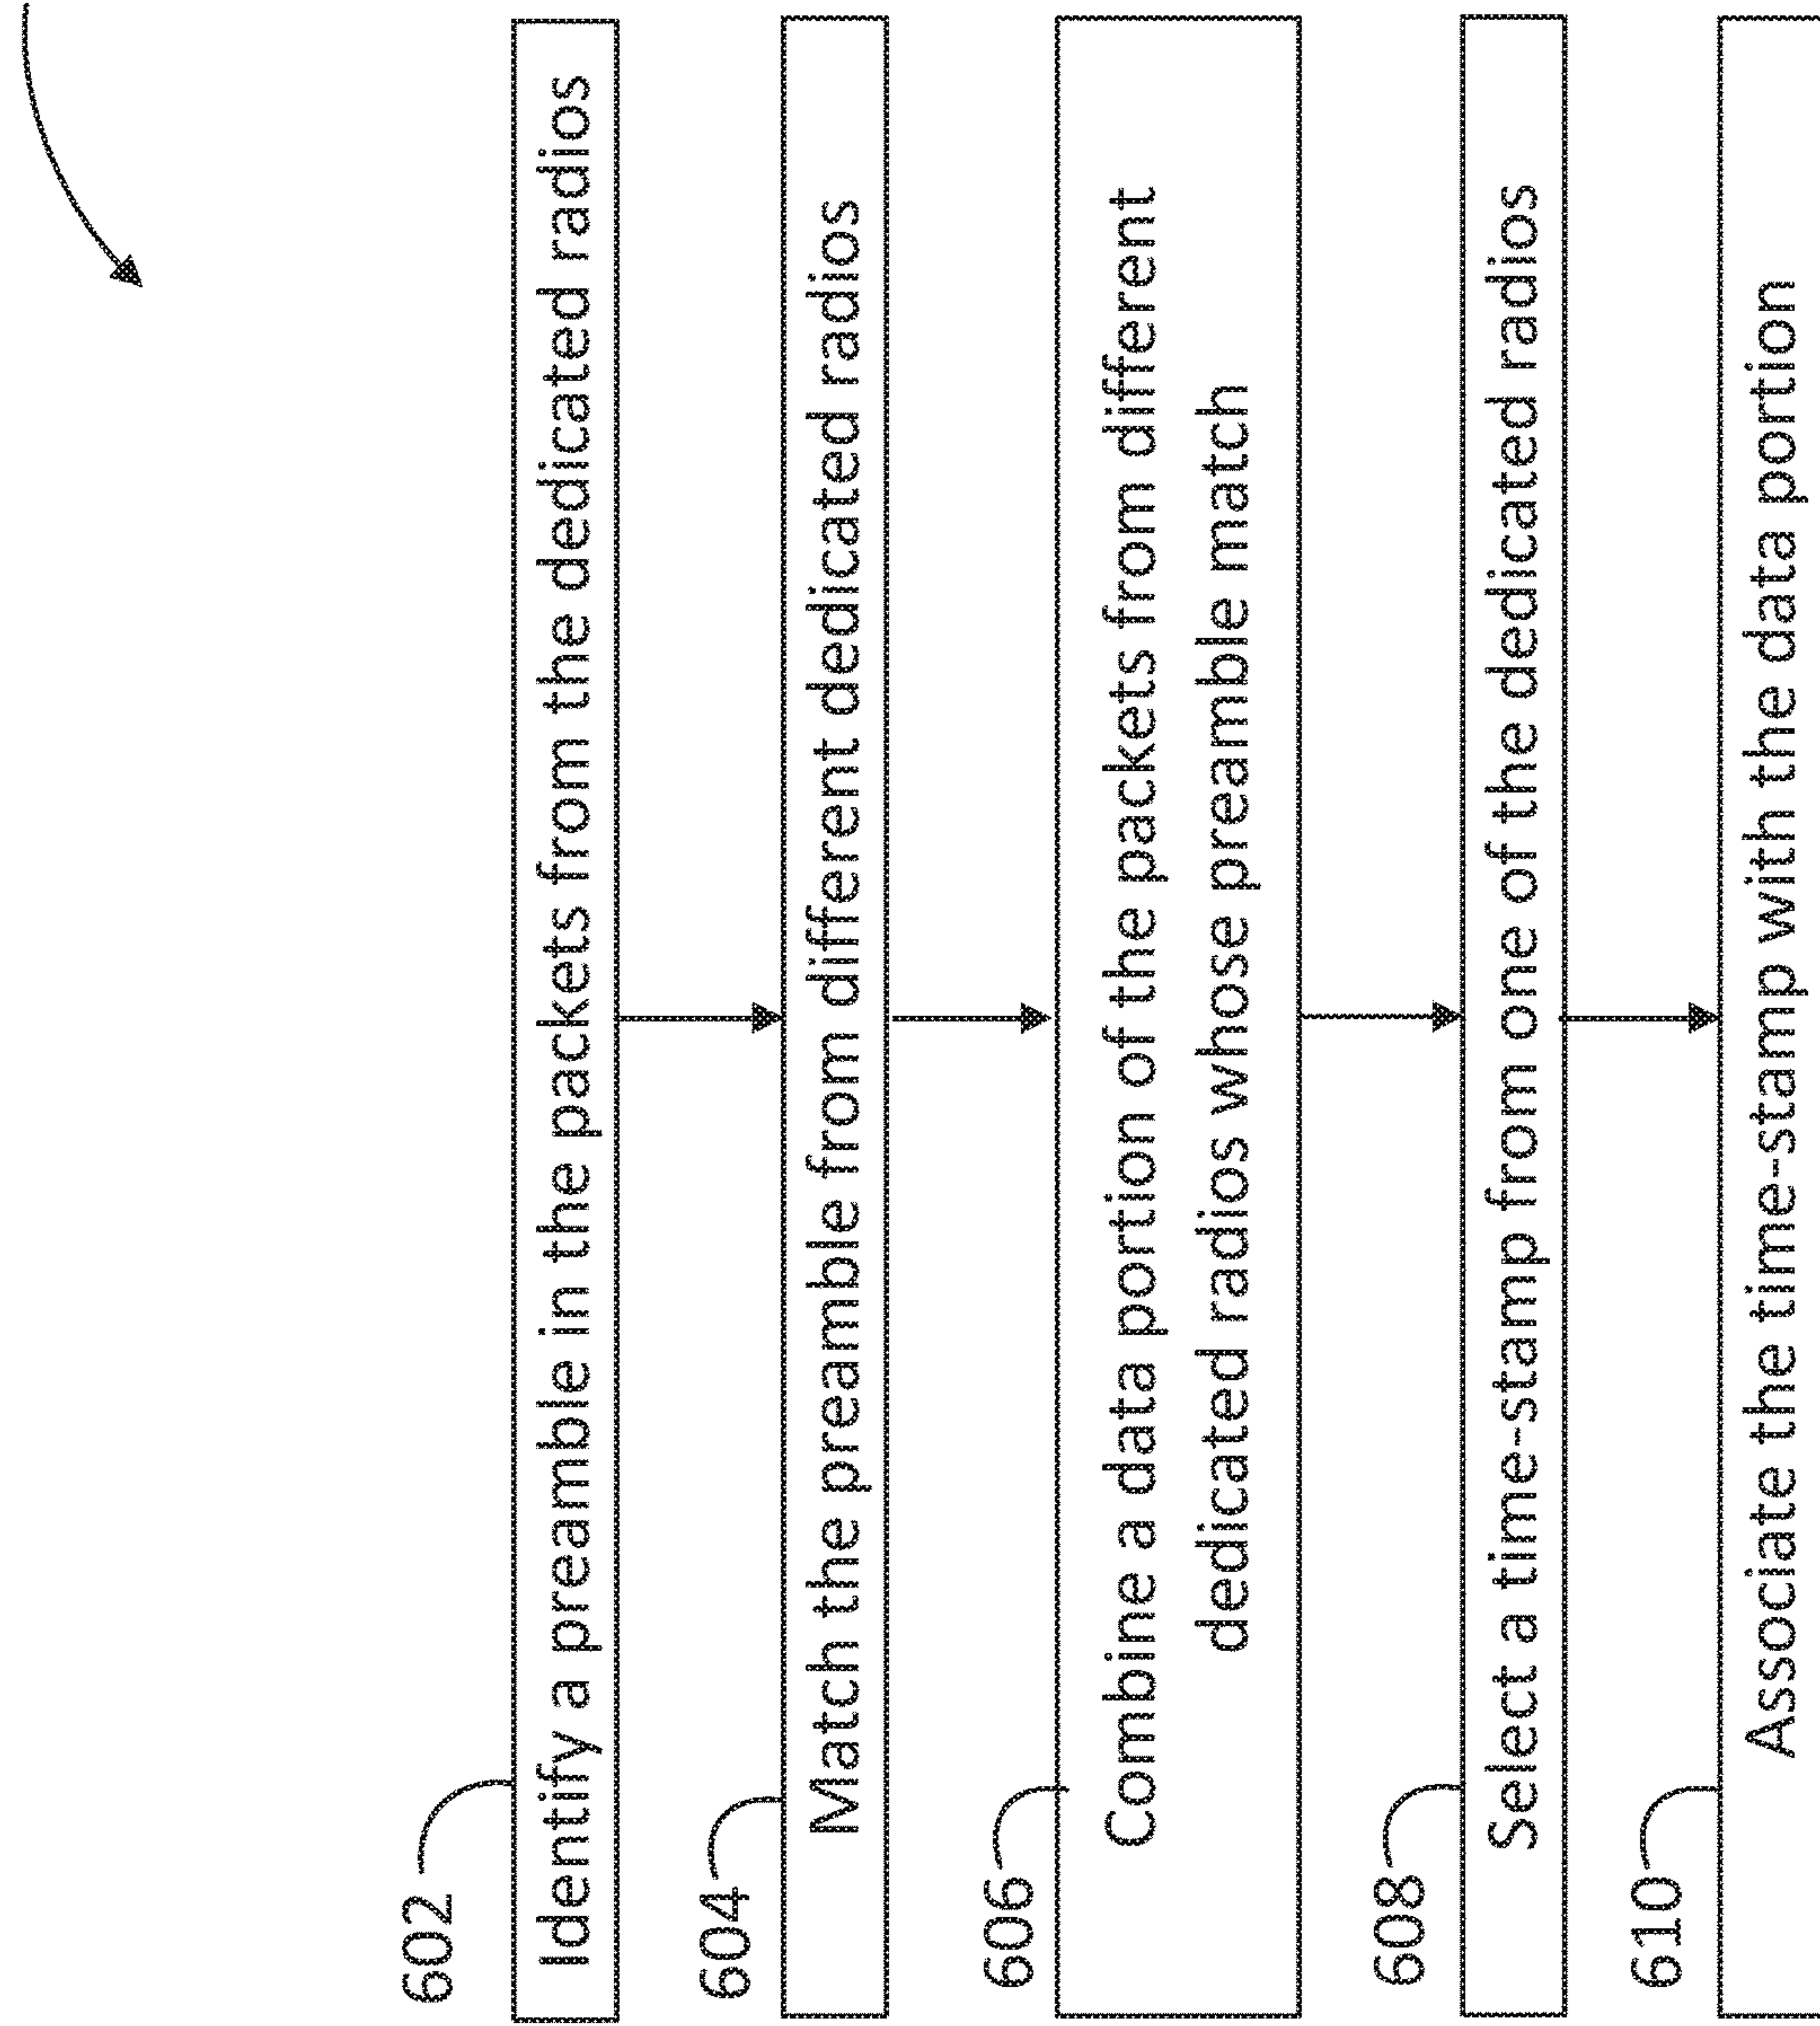 602
Identify a preamble in the packets from the dedicated radios
604
Match the preamble from different dedicated radios
606
Combine a data portion of the packets from different
dedicated radios whose preamble match
608
Select a time-stamp from one of the dedicated radios
610
Associate the time-stamp with the data portion